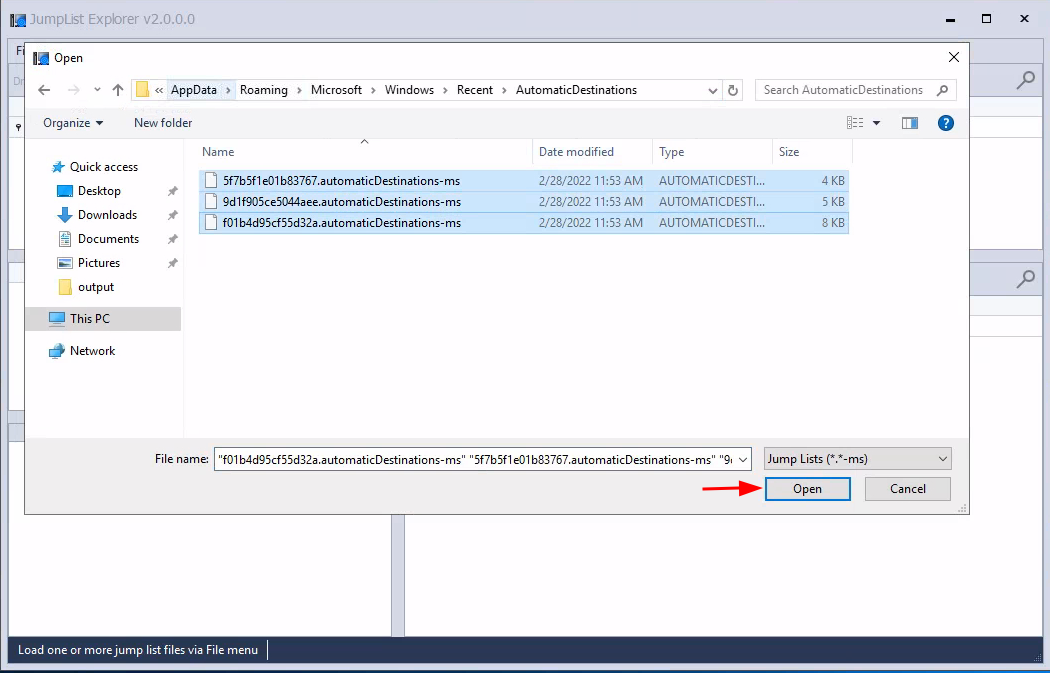 JumpList Explorer v2.0.0.0
Fi
Open
« AppData > Roaming > Microsoft > Windows > Recent > AutomaticDestinations
Search AutomaticDestinations
Organize
New folder
?
Name
Date modified
Type
Size
Quick access
Desktop
Downloads
Documents
Pictures
output
This PC
Network
5f7b5f1e01b83767.automaticDestinations-ms 2/28/2022 11:53 AM AUTOMATICDESTI... 4 KB
9d1f905ce5044aee.automaticDestinations-ms 2/28/2022 11:53 AM AUTOMATICDESTI... 5 KB
f01b4d95cf55d32a.automaticDestinations-ms 2/28/2022 11:53 AM AUTOMATICDESTI... 8 KB
File name: "f01b4d95cf55d32a.automaticDestinations-ms" "5f7b5f1e01b83767.automaticDestinations-ms" "9
Jump Lists (*.*-ms)
Open
Cancel
Load one or more jump list files via File menu